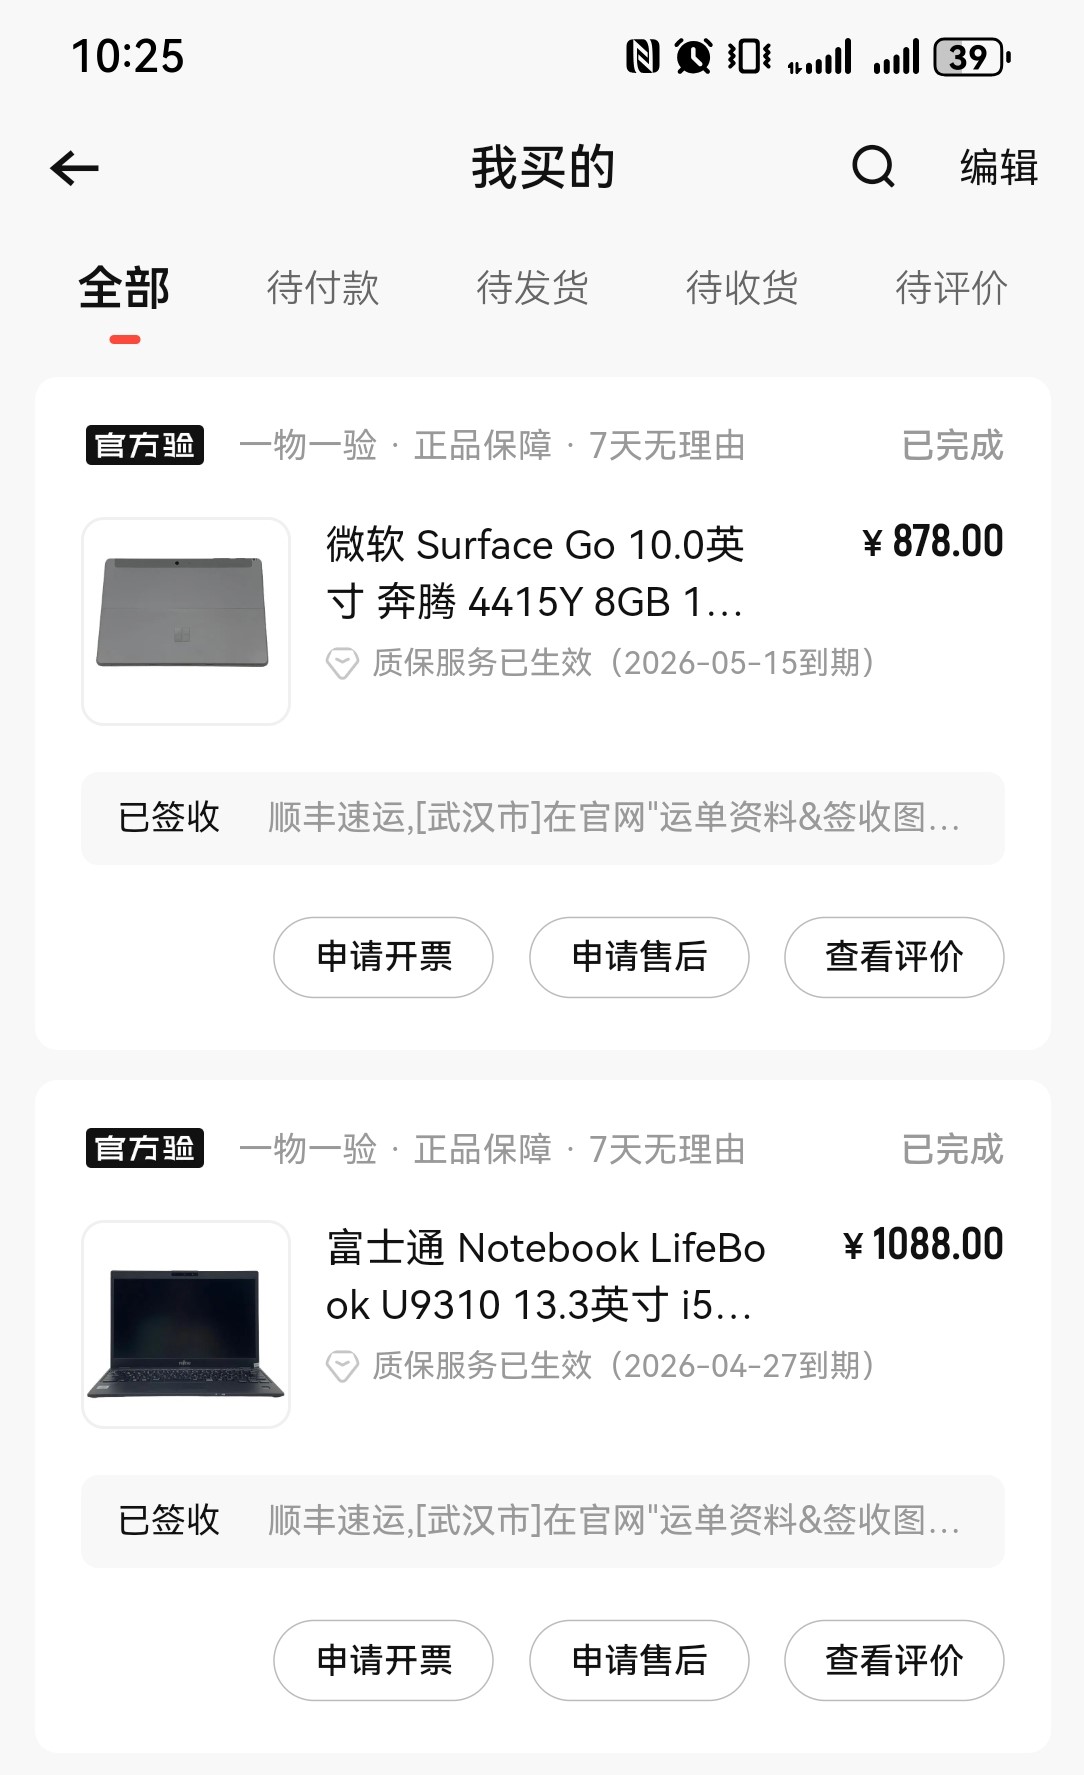 10:25 39
我买的 编辑
全部 待付款 待发货 待收货 待评价
官方验 一物一验 · 正品保障 · 7天无理由 已完成
微软 Surface Go 10.0英 ¥ 878.00
寸 奔腾 4415Y 8GB 1...
质保服务已生效（2026-05-15到期）
已签收 顺丰速运,[武汉市]在官网"运单资料&签收图...
申请开票 申请售后 查看评价
官方验 一物一验 · 正品保障 · 7天无理由 已完成
富士通 Notebook LifeBo ¥ 1088.00
ok U9310 13.3英寸 i5...
质保服务已生效（2026-04-27到期）
已签收 顺丰速运,[武汉市]在官网"运单资料&签收图...
申请开票 申请售后 查看评价